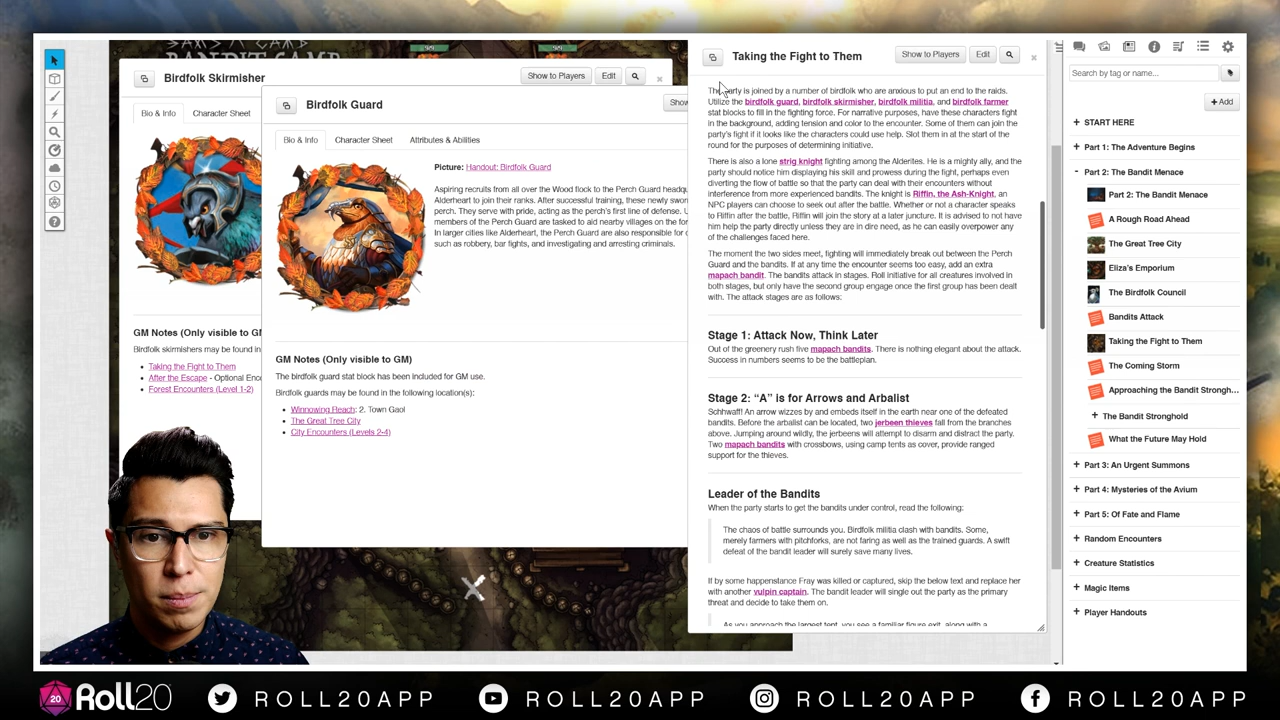 BANDIT CAMP
Birdfolk Skirmisher
Show to Players
Edit
Bio & Info
Character Sheet
GM Notes (Only visible to GM
Birdfolk skirmishers may be found in
Taking the Fight to Them
After the Escape - Optional Enc
Forest Encounters (Level 1-2)
Birdfolk Guard
Show
Bio & Info
Character Sheet
Attributes & Abilities
Picture: Handout: Birdfolk Guard
Aspiring recruits from all over the Wood flock to the Perch Guard headqu
Alderheart to join their ranks. After successful training, these newly swor
perch. They serve with pride, acting as the perch's first line of defense.
members of the Perch Guard are tasked to aid nearby villages on the
In larger cities like Alderheart, the Perch Guard are also responsible for
such as robbery, bar fights, and investigating and arresting criminals.
GM Notes (Only visible to GM)
The birdfolk guard stat block has been included for GM use.
Birdfolk guards may be found in the following location(s):
Winnowing Reach: 2. Town Gaol
The Great Tree City
City Encounters (Levels 2-4)
Taking the Fight to Them
Show to Players
Edit
The party is joined by a number of birdfolk who are anxious to put an end to the raids.
Utilize the birdfolk guard, birdfolk skirmisher, birdfolk militia, and birdfolk farmer
stat blocks to fill in the fighting force. For narrative purposes, have these characters fight
in the background, adding tension and color to the encounter. Some of them can join the
party's fight if it looks like the characters could use help. Slot them in at the start of the
round for the purposes of determining initiative.
There is also a lone strig knight fighting among the Alderites. He is a mighty ally, and the
party should notice him displaying his skill and prowess during the fight, perhaps even
diverting the flow of battle so that the party can deal with their encounters without
interference from more experienced bandits. The knight is Riffin, the Ash-Knight, an
NPC players can choose to seek out after the battle. Whether or not a character speaks
to Riffin after the battle, Riffin will join the story at a later juncture. It is advised to not have
him help the party directly unless they are in dire need, as he can easily overpower any
of the challenges faced here.
The moment the two sides meet, fighting will immediately break out between the Perch
Guard and the bandits. If at any time the encounter seems too easy, add an extra
mapach bandit. The bandits attack in stages. Roll initiative for all creatures involved in
both stages, but only have the second group engage once the first group has been dealt
with. The attack stages are as follows:
Stage 1: Attack Now, Think Later
Out of the greenery rush five mapach bandits. There is nothing elegant about the attack.
Success in numbers seems to be the battleplan.
Stage 2: “A” is for Arrows and Arbalist
Schhwaff! An arrow wizzes by and embeds itself in the earth near one of the defeated
bandits. Before the arbalist can be located, two jerbeen thieves fall from the branches
above. Jumping around wildly, the jerbeens will attempt to disarm and distract the party.
Two mapach bandits with crossbows, using camp tents as cover, provide ranged
support for the thieves.
Leader of the Bandits
When the party starts to get the bandits under control, read the following:
The chaos of battle surrounds you. Birdfolk militia clash with bandits. Some,
merely farmers with pitchforks, are not faring as well as the trained guards. A swift
defeat of the bandit leader will surely save many lives.
If by some happenstance Fray was killed or captured, skip the below text and replace her
with another vulpin captain. The bandit leader will single out the party as the primary
threat and decide to take them on.
As you approach the largest tent, you see a familiar figure exit, along with a
Search by tag or name...
+ Add
+ START HERE
+ Part 1: The Adventure Begins
- Part 2: The Bandit Menace
Part 2: The Bandit Menace
A Rough Road Ahead
The Great Tree City
Eliza's Emporium
The Birdfolk Council
Bandits Attack
Taking the Fight to Them
The Coming Storm
Approaching the Bandit Strongh...
+ The Bandit Stronghold
What the Future May Hold
+ Part 3: An Urgent Summons
+ Part 4: Mysteries of the Avium
+ Part 5: Of Fate and Flame
+ Random Encounters
+ Creature Statistics
+ Magic Items
+ Player Handouts
20 Roll20
ROLL20APP
ROLL20APP
ROLL20APP
ROLL20APP